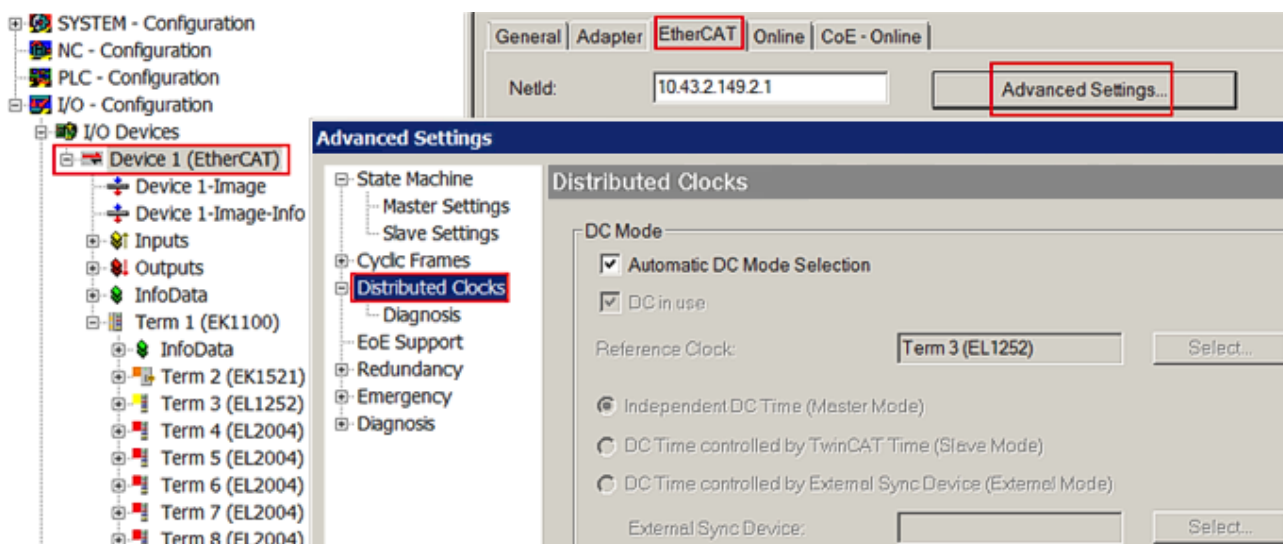 SYSTEM - Configuration
NC - Configuration
PLC - Configuration
I/O - Configuration
I/O Devices
Device 1 (EtherCAT)
Device 1-Image
Device 1-Image-Info
Inputs
Outputs
InfoData
Term 1 (EK1100)
InfoData
Term 2 (EK1521)
Term 3 (EL1252)
Term 4 (EL2004)
Term 5 (EL2004)
Term 6 (EL2004)
Term 7 (EL2004)
Term 8 (EL2004)
General Adapter EtherCAT Online CoE - Online
NetId: 10.43.2.149.2.1 Advanced Settings...
Advanced Settings
State Machine
Master Settings
Slave Settings
Cyclic Frames
Distributed Clocks
Diagnosis
EoE Support
Redundancy
Emergency
Diagnosis
Distributed Clocks
DC Mode
Automatic DC Mode Selection
DC in use
Reference Clock: Term 3 (EL1252) Select...
Independent DC Time (Master Mode)
DC Time controlled by TwinCAT Time (Slave Mode)
DC Time controlled by External Sync Device (External Mode)
External Sync Device: Select...